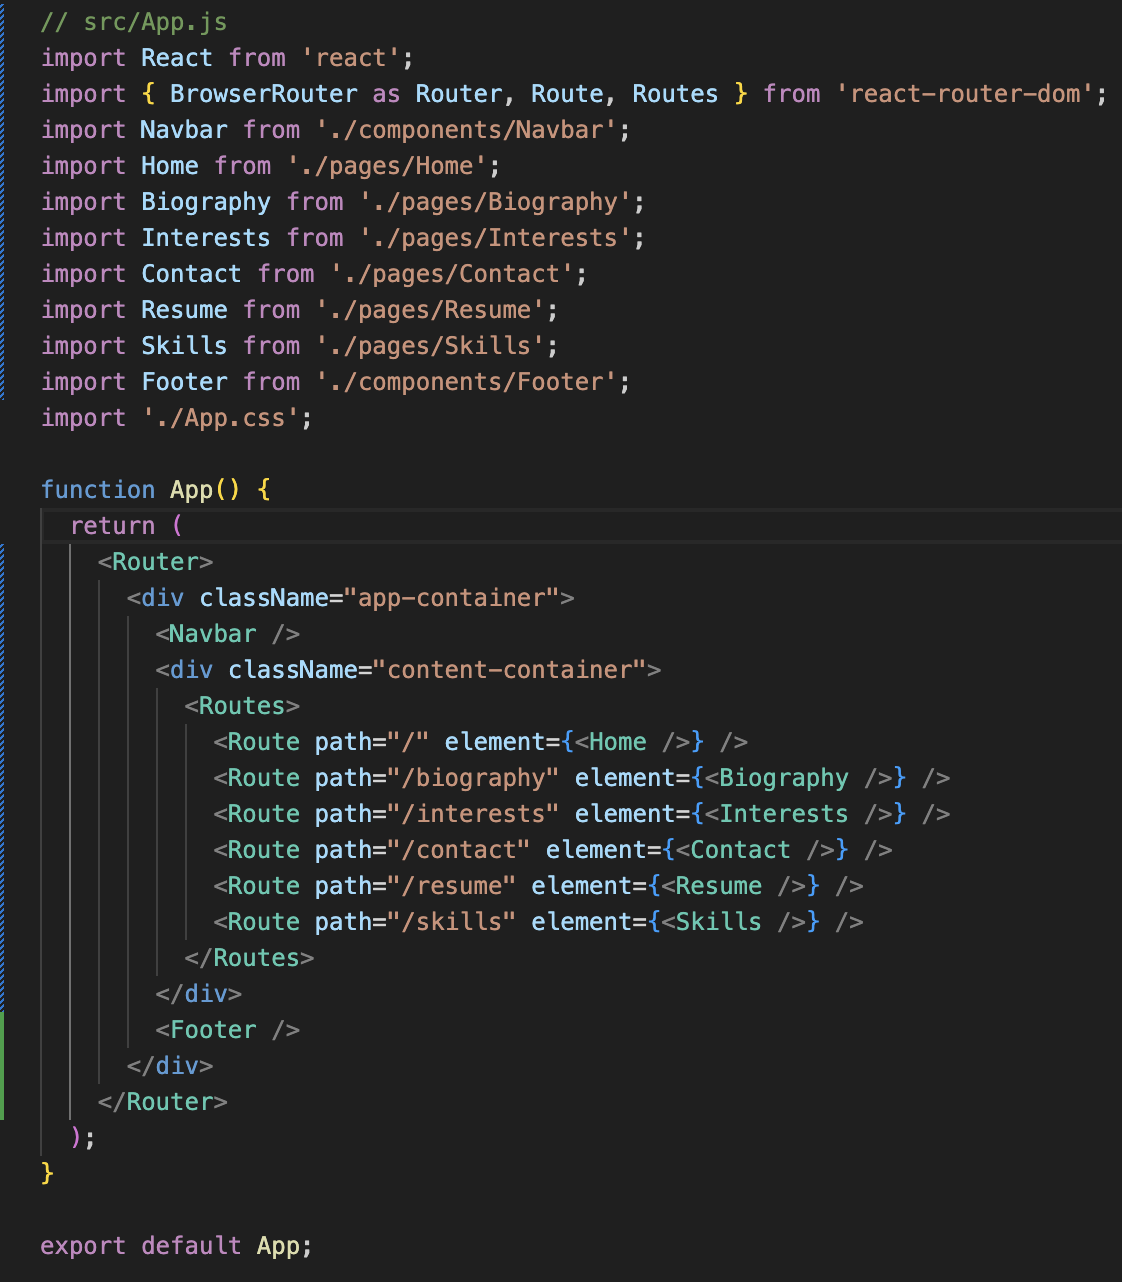 // src/App.js
import React from 'react';
import { BrowserRouter as Router, Route, Routes } from 'react-router-dom';
import Navbar from './components/Navbar';
import Home from './pages/Home';
import Biography from './pages/Biography';
import Interests from './pages/Interests';
import Contact from './pages/Contact';
import Resume from './pages/Resume';
import Skills from './pages/Skills';
import Footer from './components/Footer';
import './App.css';

function App() {
  return (
    <Router>
      <div className="app-container">
        <Navbar />
        <div className="content-container">
          <Routes>
            <Route path="/" element={<Home />} />
            <Route path="/biography" element={<Biography />} />
            <Route path="/interests" element={<Interests />} />
            <Route path="/contact" element={<Contact />} />
            <Route path="/resume" element={<Resume />} />
            <Route path="/skills" element={<Skills />} />
          </Routes>
        </div>
        <Footer />
      </div>
    </Router>
  );
}

export default App;